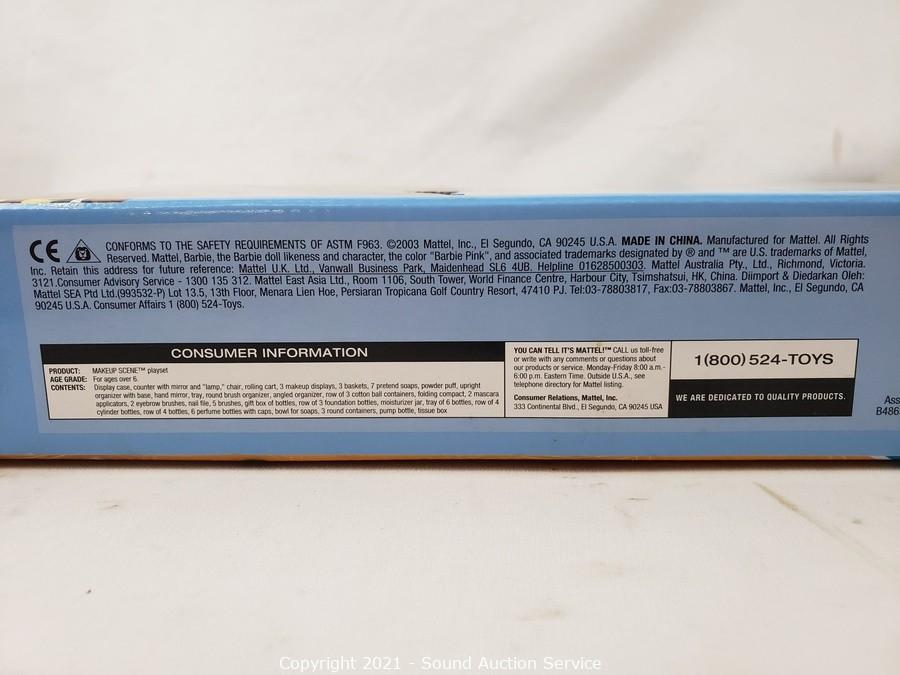 CE CONFORMS TO THE SAFETY REQUIREMENTS OF ASTM F963. ©2003 Mattel, Inc., El Segundo, CA 90245 U.S.A. MADE IN CHINA. Manufactured for Mattel. All Rights
Reserved. Mattel, Barbie, the Barbie doll likeness and character, the color "Barbie Pink", and associated trademarks designated by ® and ™ are U.S. trademarks of Mattel,
Inc. Retain this address for future reference: Mattel U.K. Ltd., Vanwall Business Park, Maidenhead SL6 4UB. Helpline 01628500303. Mattel Australia Pty., Ltd., Richmond, Victoria.
3121.Consumer Advisory Service - 1300 135 312. Mattel East Asia Ltd., Room 1106, South Tower, World Finance Centre, Harbour City, Tsimshatsui, HK, China. Diimport & Diedarkan Oleh:
Mattel SEA Ptd Ltd.(993532-P) Lot 13.5, 13th Floor, Menara Lien Hoe, Persiaran Tropicana Golf Country Resort, 47410 PJ. Tel:03-78803817, Fax:03-78803867. Mattel, Inc., El Segundo, CA
90245 U.S.A. Consumer Affairs 1 (800) 524-Toys.
CONSUMER INFORMATION
PRODUCT: MAKEUP SCENE™ playset
AGE GRADE: For ages over 6.
CONTENTS: Display case, counter with mirror and "lamp," chair, rolling cart, 3 makeup displays, 3 baskets, 7 pretend soaps, powder puff, upright
organizer with base, hand mirror, tray, round brush organizer, angled organizer, row of 3 cotton ball containers, folding compact, 2 mascara
applicators, 2 eyebrow brushes, nail file, 5 brushes, gift box of bottles, row of 3 foundation bottles, moisturizer jar, tray of 6 bottles, row of 4
cylinder bottles, row of 4 bottles, 6 perfume bottles with caps, bowl for soaps, 3 round containers, pump bottle, tissue box
YOU CAN TELL IT'S MATTEL!™ CALL us toll-free
or write with any comments or questions about
our products or service. Monday-Friday 8:00 a.m.-
6:00 p.m. Eastern Time. Outside U.S.A., see
telephone directory for Mattel listing.
Consumer Relations, Mattel, Inc.
333 Continental Blvd., El Segundo, CA 90245 USA
1(800) 524-TOYS
WE ARE DEDICATED TO QUALITY PRODUCTS.
Ass
B486
Copyright 2021 - Sound Auction Service